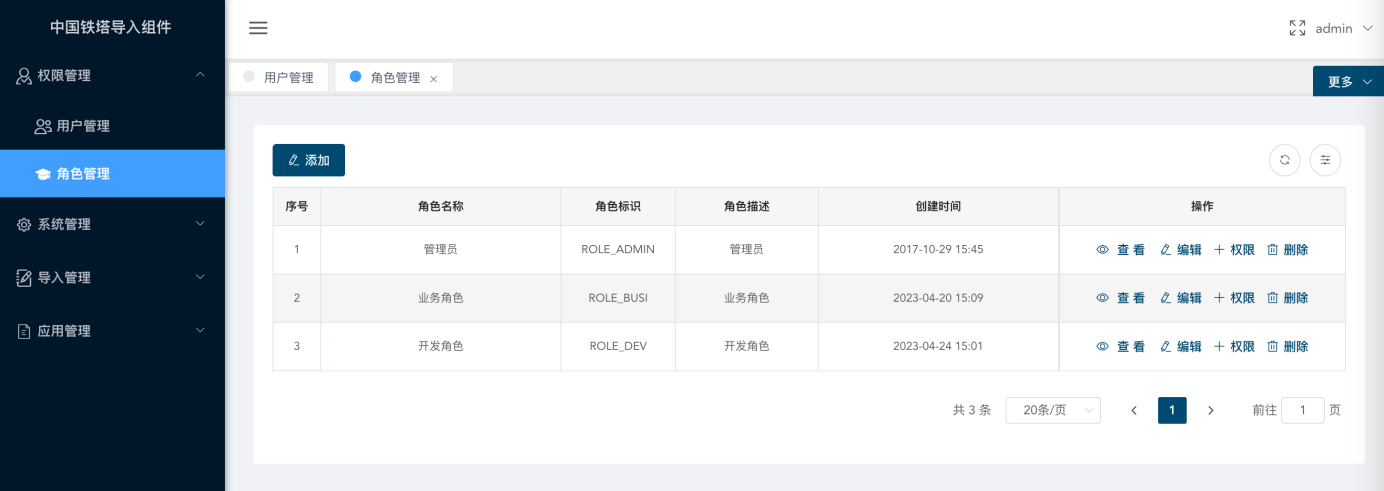 中国铁塔导入组件
admin
权限管理
用户管理
角色管理
系统管理
导入管理
应用管理
用户管理 角色管理 ×
更多
添加
序号 角色名称 角色标识 角色描述 创建时间 操作
1 管理员 ROLE_ADMIN 管理员 2017-10-29 15:45 查 看 编辑 权限 删除
2 业务角色 ROLE_BUSI 业务角色 2023-04-20 15:09 查 看 编辑 权限 删除
3 开发角色 ROLE_DEV 开发角色 2023-04-24 15:01 查 看 编辑 权限 删除
共 3 条 20条/页 1 前往 1 页